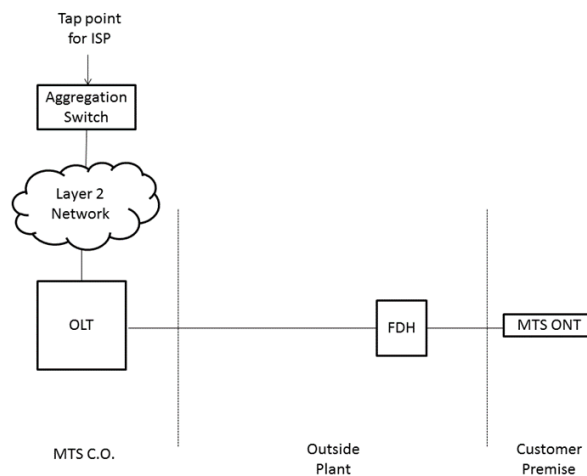 Tap point
for ISP
Aggregation
Switch
Layer 2
Network
OLT
FDH
MTS ONT
MTS C.O.
Outside
Plant
Customer
Premise